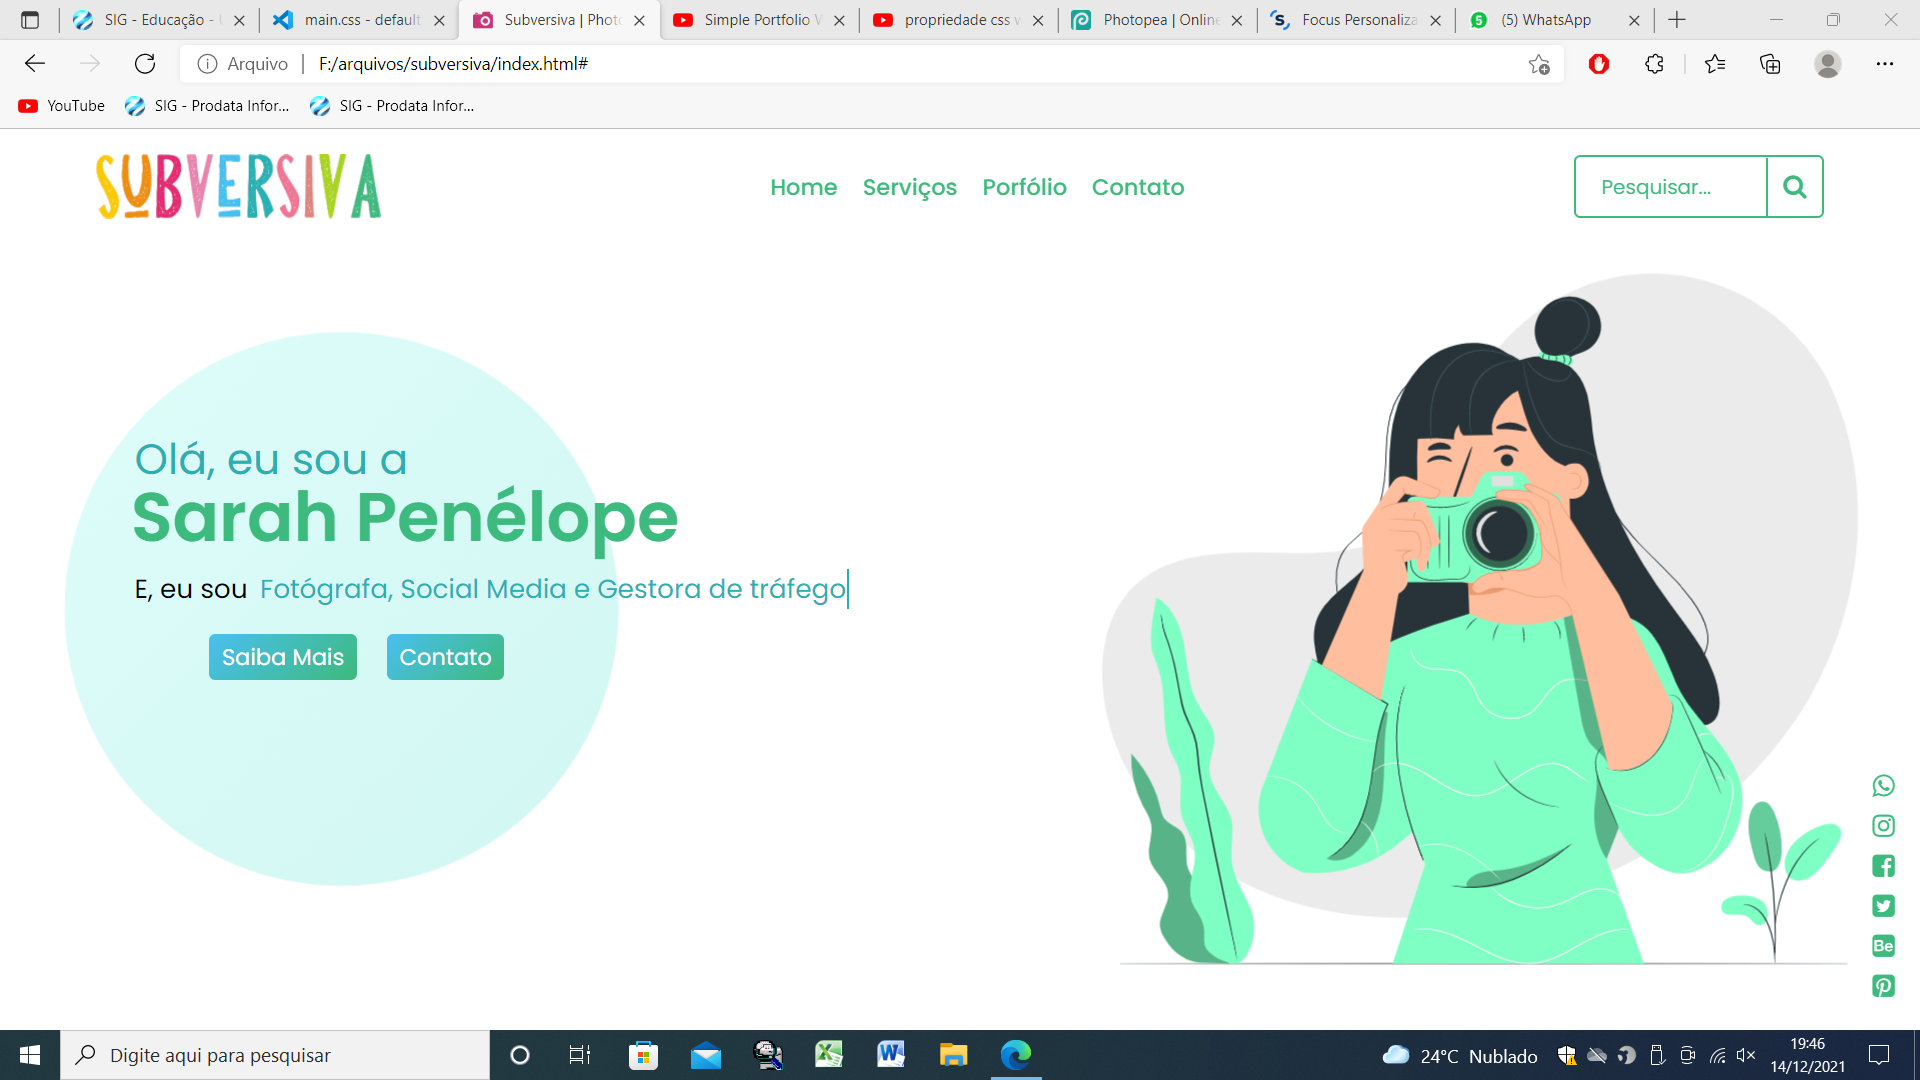 SIG - Educação -
main.css - default
Subversiva | Photo
Simple Portfolio
propriedade css
Photopea | Online
Focus Personaliza
(5) WhatsApp
Arquivo
F:/arquivos/subversiva/index.html#
YouTube
SIG - Prodata Infor...
SIG - Prodata Infor...
SUBVERSIVA
Home
Serviços
Porfólio
Contato
Pesquisar...
Olá, eu sou a
Sarah Penélope
E, eu sou Fotógrafa, Social Media e Gestora de tráfego
Saiba Mais
Contato
Be
Digite aqui para pesquisar
24°C Nublado
19:46
14/12/2021